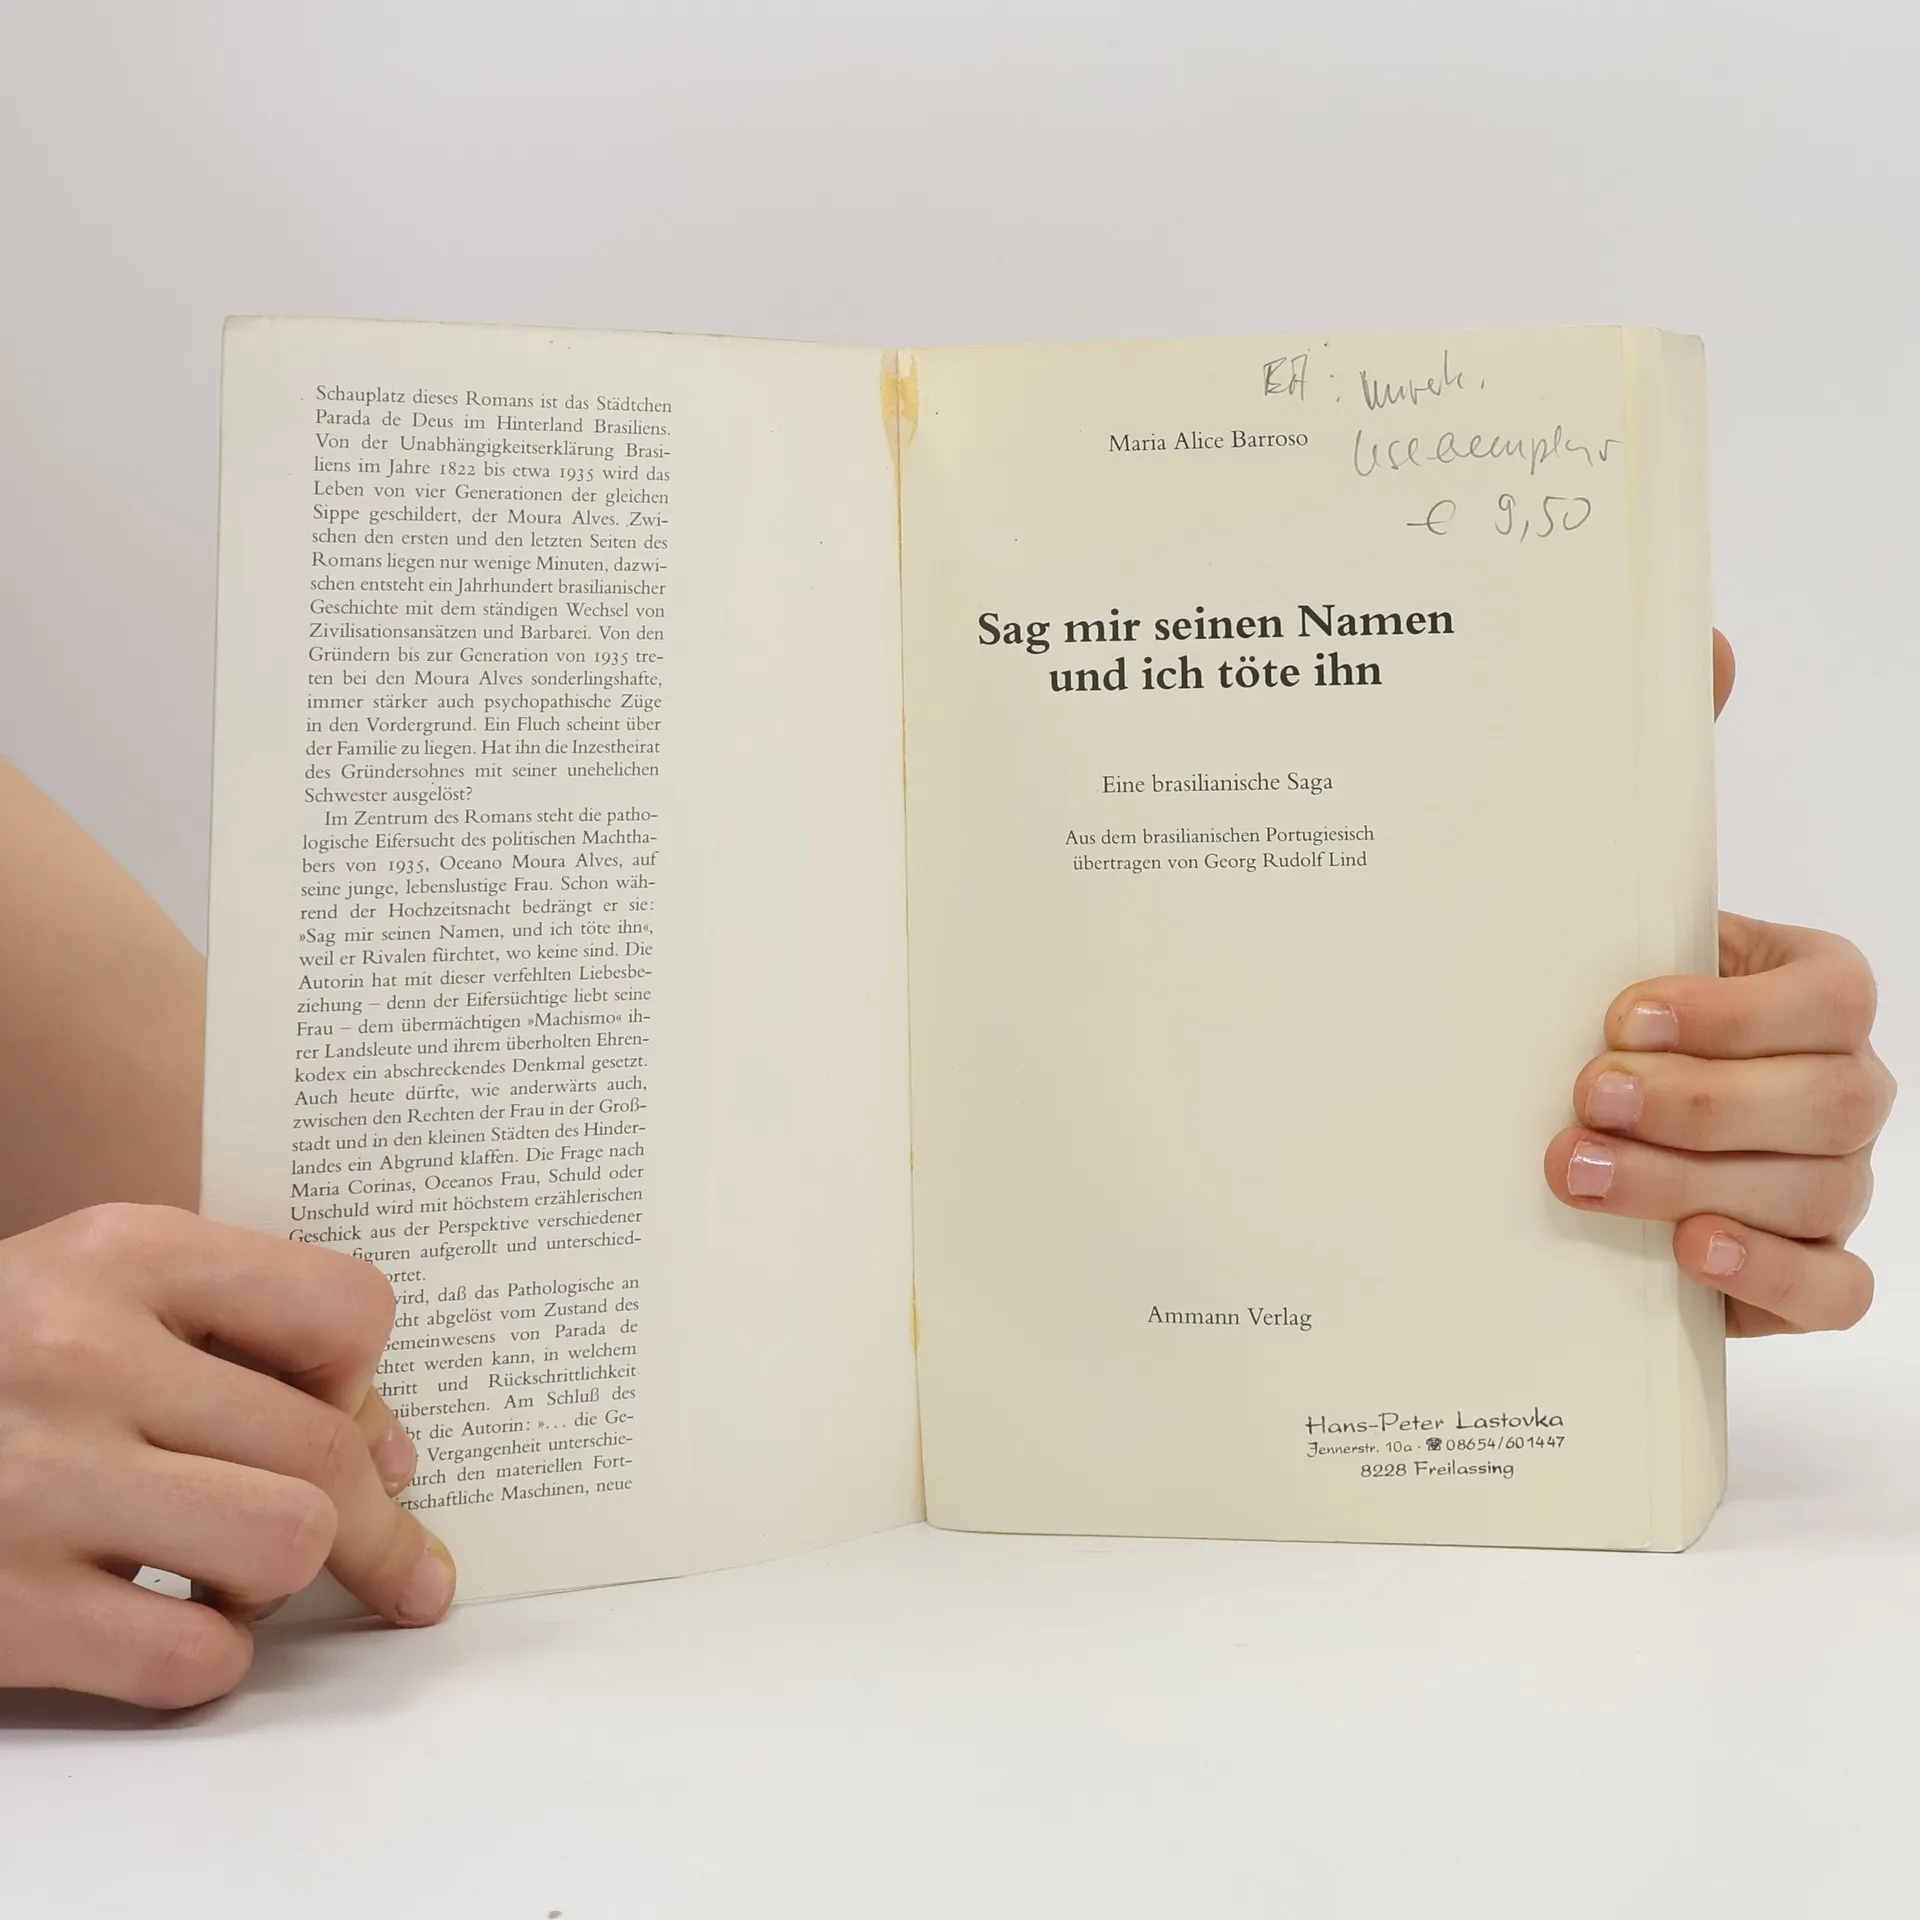 Schauplatz dieses Romans ist das Städtchen
Parada de Deus im Hinterland Brasiliens.
Von der Unabhängigkeitserklärung Brasi-
liens im Jahre 1822 bis etwa 1935 wird das
Leben von vier Generationen der gleichen
Sippe geschildert, der Moura Alves. Zwi-
schen den ersten und den letzten Seiten des
Romans liegen nur wenige Minuten, dazwi-
schen entsteht ein Jahrhundert brasilianischer
Geschichte mit dem ständigen Wechsel von
Zivilisationsansätzen und Barbarei. Von den
Gründern bis zur Generation von 1935 tre-
ten bei den Moura Alves sonderlingshafte,
immer stärker auch psychopathische Züge
in den Vordergrund. Ein Fluch scheint über
der Familie zu liegen. Hat ihn die Inzestheirat
des Gründersohnes mit seiner unehelichen
Schwester ausgelöst?
Im Zentrum des Romans steht die patho-
logische Eifersucht des politischen Machtha-
bers von 1935, Oceano Moura Alves, auf
seine junge, lebenslustige Frau. Schon wäh-
rend der Hochzeitsnacht bedrängt er sie:
»Sag mir seinen Namen, und ich töte ihn«,
weil er Rivalen fürchtet, wo keine sind. Die
Autorin hat mit dieser verfehlten Liebesbe-
ziehung – denn der Eifersüchtige liebt seine
Frau – dem übermächtigen »Machismo« ih-
rer Landsleute und ihrem überholten Ehren-
kodex ein abschreckendes Denkmal gesetzt.
Auch heute dürfte, wie anderwärts auch,
zwischen den Rechten der Frau in der Groß-
stadt und in den kleinen Städten des Hinder-
landes ein Abgrund klaffen. Die Frage nach
Maria Corinas, Oceanos Frau, Schuld oder
Unschuld wird mit höchstem erzählerischen
Geschick aus der Perspektive verschiedener
figuren aufgerollt und unterschied-
ortet.
wird, daß das Pathologische an
cht abgelöst vom Zustand des
Gemeinwesens von Parada de
chtet werden kann, in welchem
chritt und Rückschrittlichkeit
nüberstehen. Am Schluß des
bt die Autorin: »... die Ge-
Vergangenheit unterschie-
urch den materiellen Fort-
rtschaftliche Maschinen, neue
EA:
€ 9,50
Maria Alice Barroso
Sag mir seinen Namen
und ich töte ihn
Eine brasilianische Saga
Aus dem brasilianischen Portugiesisch
übertragen von Georg Rudolf Lind
Ammann Verlag
Hans-Peter Lastovka
Jennerstr. 10a · ☎ 08654/601447
8228 Freilassing